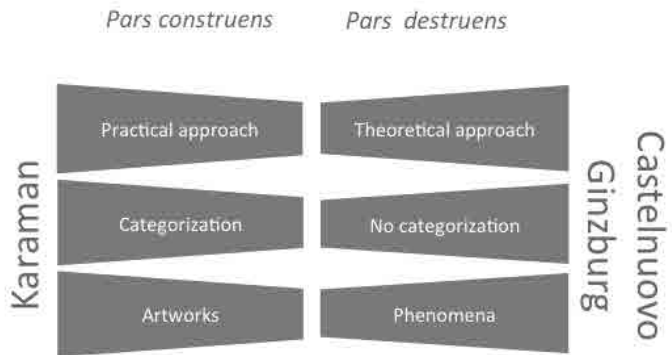 Pars construens
Pars destruens
Karaman
Practical approach
Theoretical approach
Categorization
No categorization
Artworks
Phenomena
Ginzburg
Castelnuovo